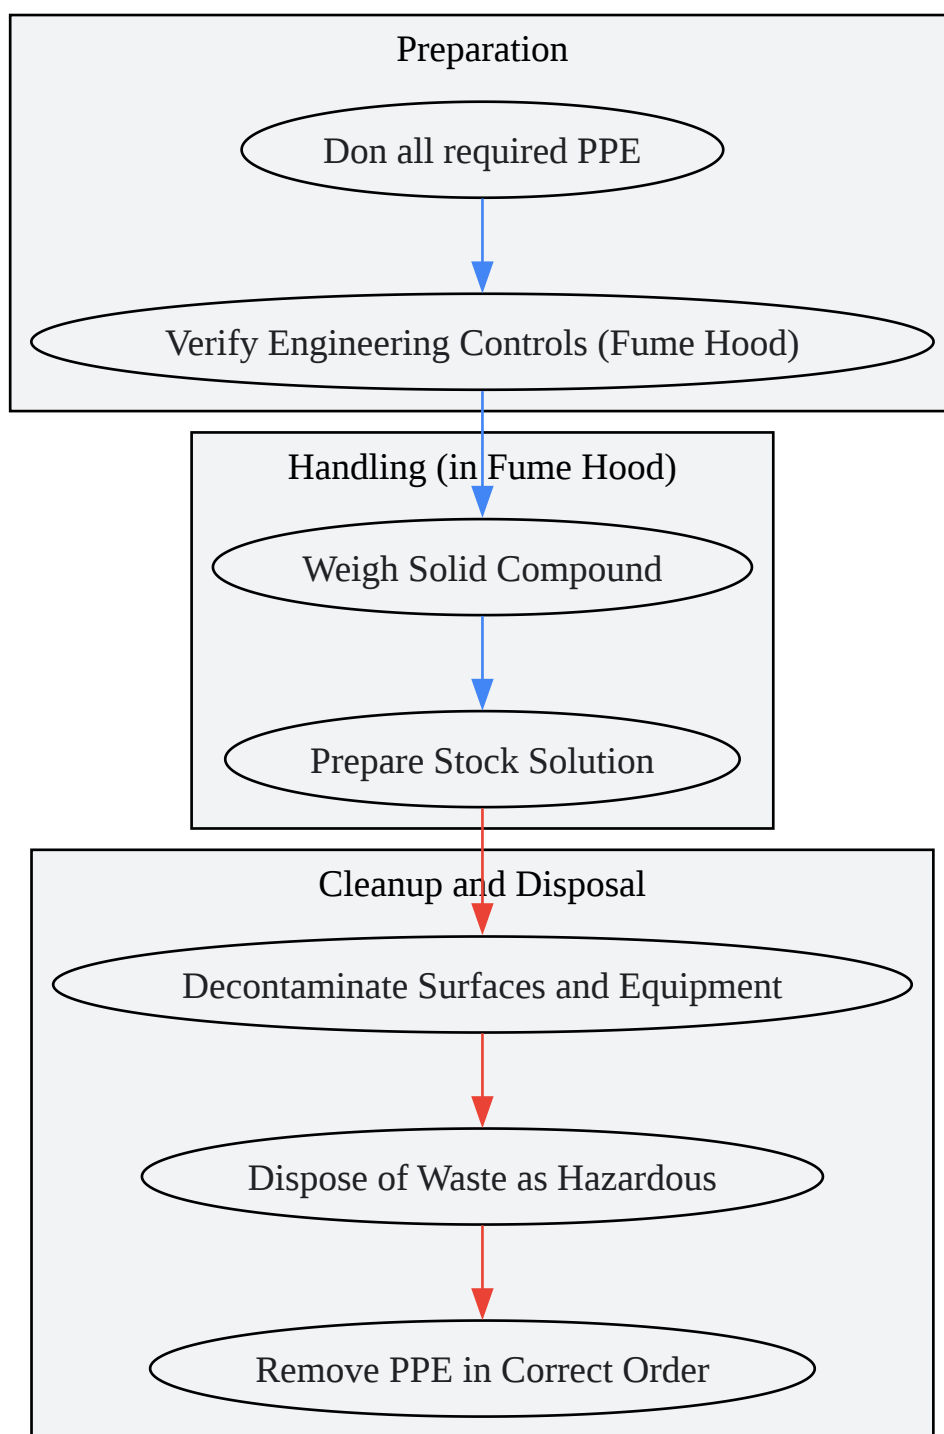 Preparation
Don all required PPE
Verify Engineering Controls (Fume Hood)
Handling (in Fume Hood)
Weigh Solid Compound
Prepare Stock Solution
Cleanup and Disposal
Decontaminate Surfaces and Equipment
Dispose of Waste as Hazardous
Remove PPE in Correct Order